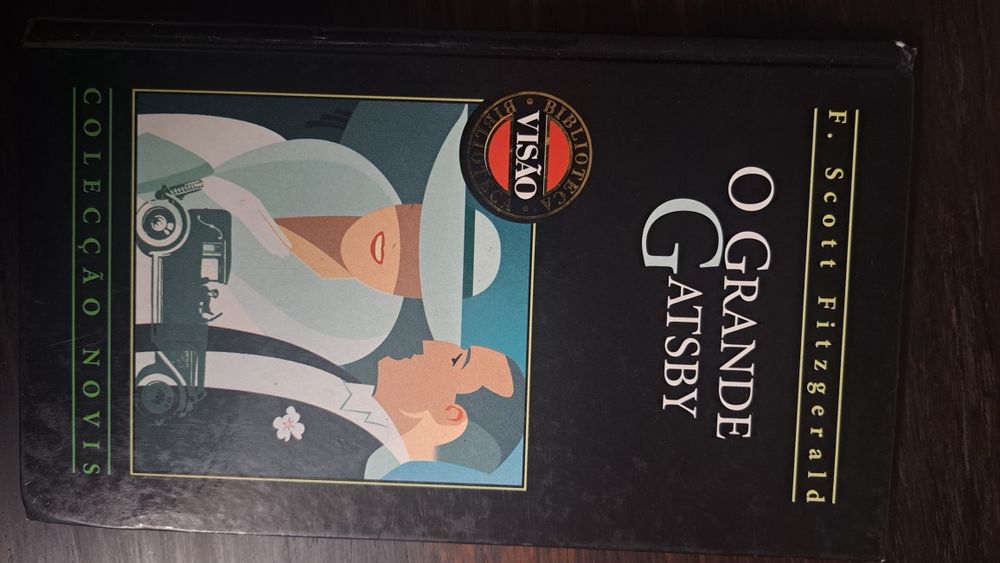 F. Scott Fitzgerald
O GRANDE
GATSBY
BIBLIOTECA
VISÃO
BIBLIOTECA
COLECÇÃO NOVIS